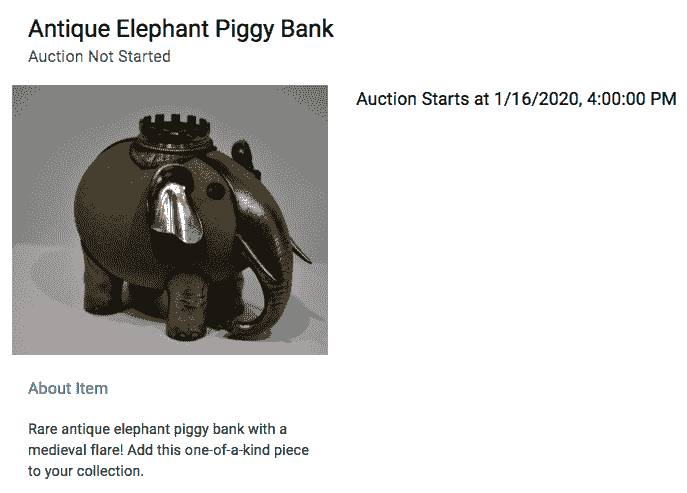 Antique Elephant Piggy Bank
Auction Not Started
Auction Starts at 1/16/2020, 4:00:00 PM
About Item
Rare antique elephant piggy bank with a
medieval flare! Add this one-of-a-kind piece
to your collection.